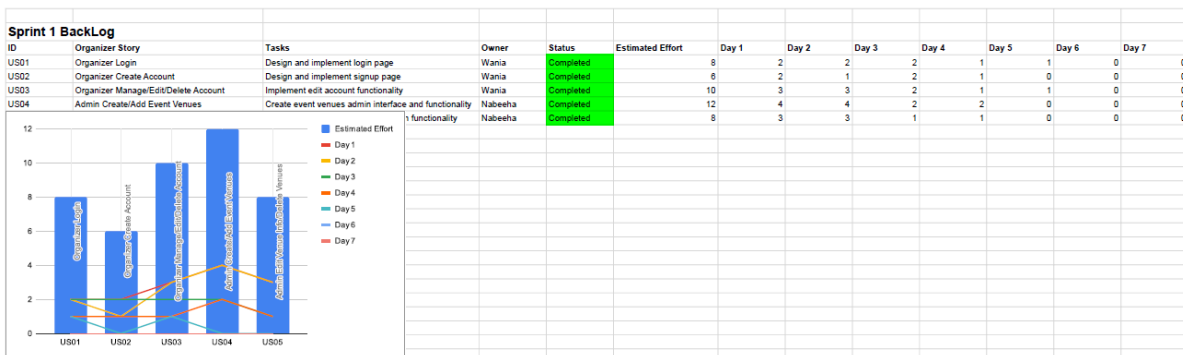 Sprint 1 BackLog
ID Organizer Story Tasks Owner Status Estimated Effort Day 1 Day 2 Day 3 Day 4 Day 5 Day 6 Day 7
US01 Organizer Login Design and implement login page Wania Completed 8 2 2 2 1 1 0 0
US02 Organizer Create Account Design and implement signup page Wania Completed 6 2 1 2 1 0 0 0
US03 Organizer Manage/Edit/Delete Account Implement edit account functionality Wania Completed 10 3 3 2 1 1 0 0
US04 Admin Create/Add Event Venues Create event venues admin interface and functionality Nabeeha Completed 12 4 4 2 2 0 0 0
functionality Nabeeha Completed 8 3 3 1 1 0 0 0
12
10
8
6
4
2
0
Organizer Login
Organizer Create Account
Organizer Manage/Edit/Delete Account
Admin Create/Add Event Venues
Admin Edit Venue Info/Delete Venues
US01 US02 US03 US04 US05
Estimated Effort
Day 1
Day 2
Day 3
Day 4
Day 5
Day 6
Day 7